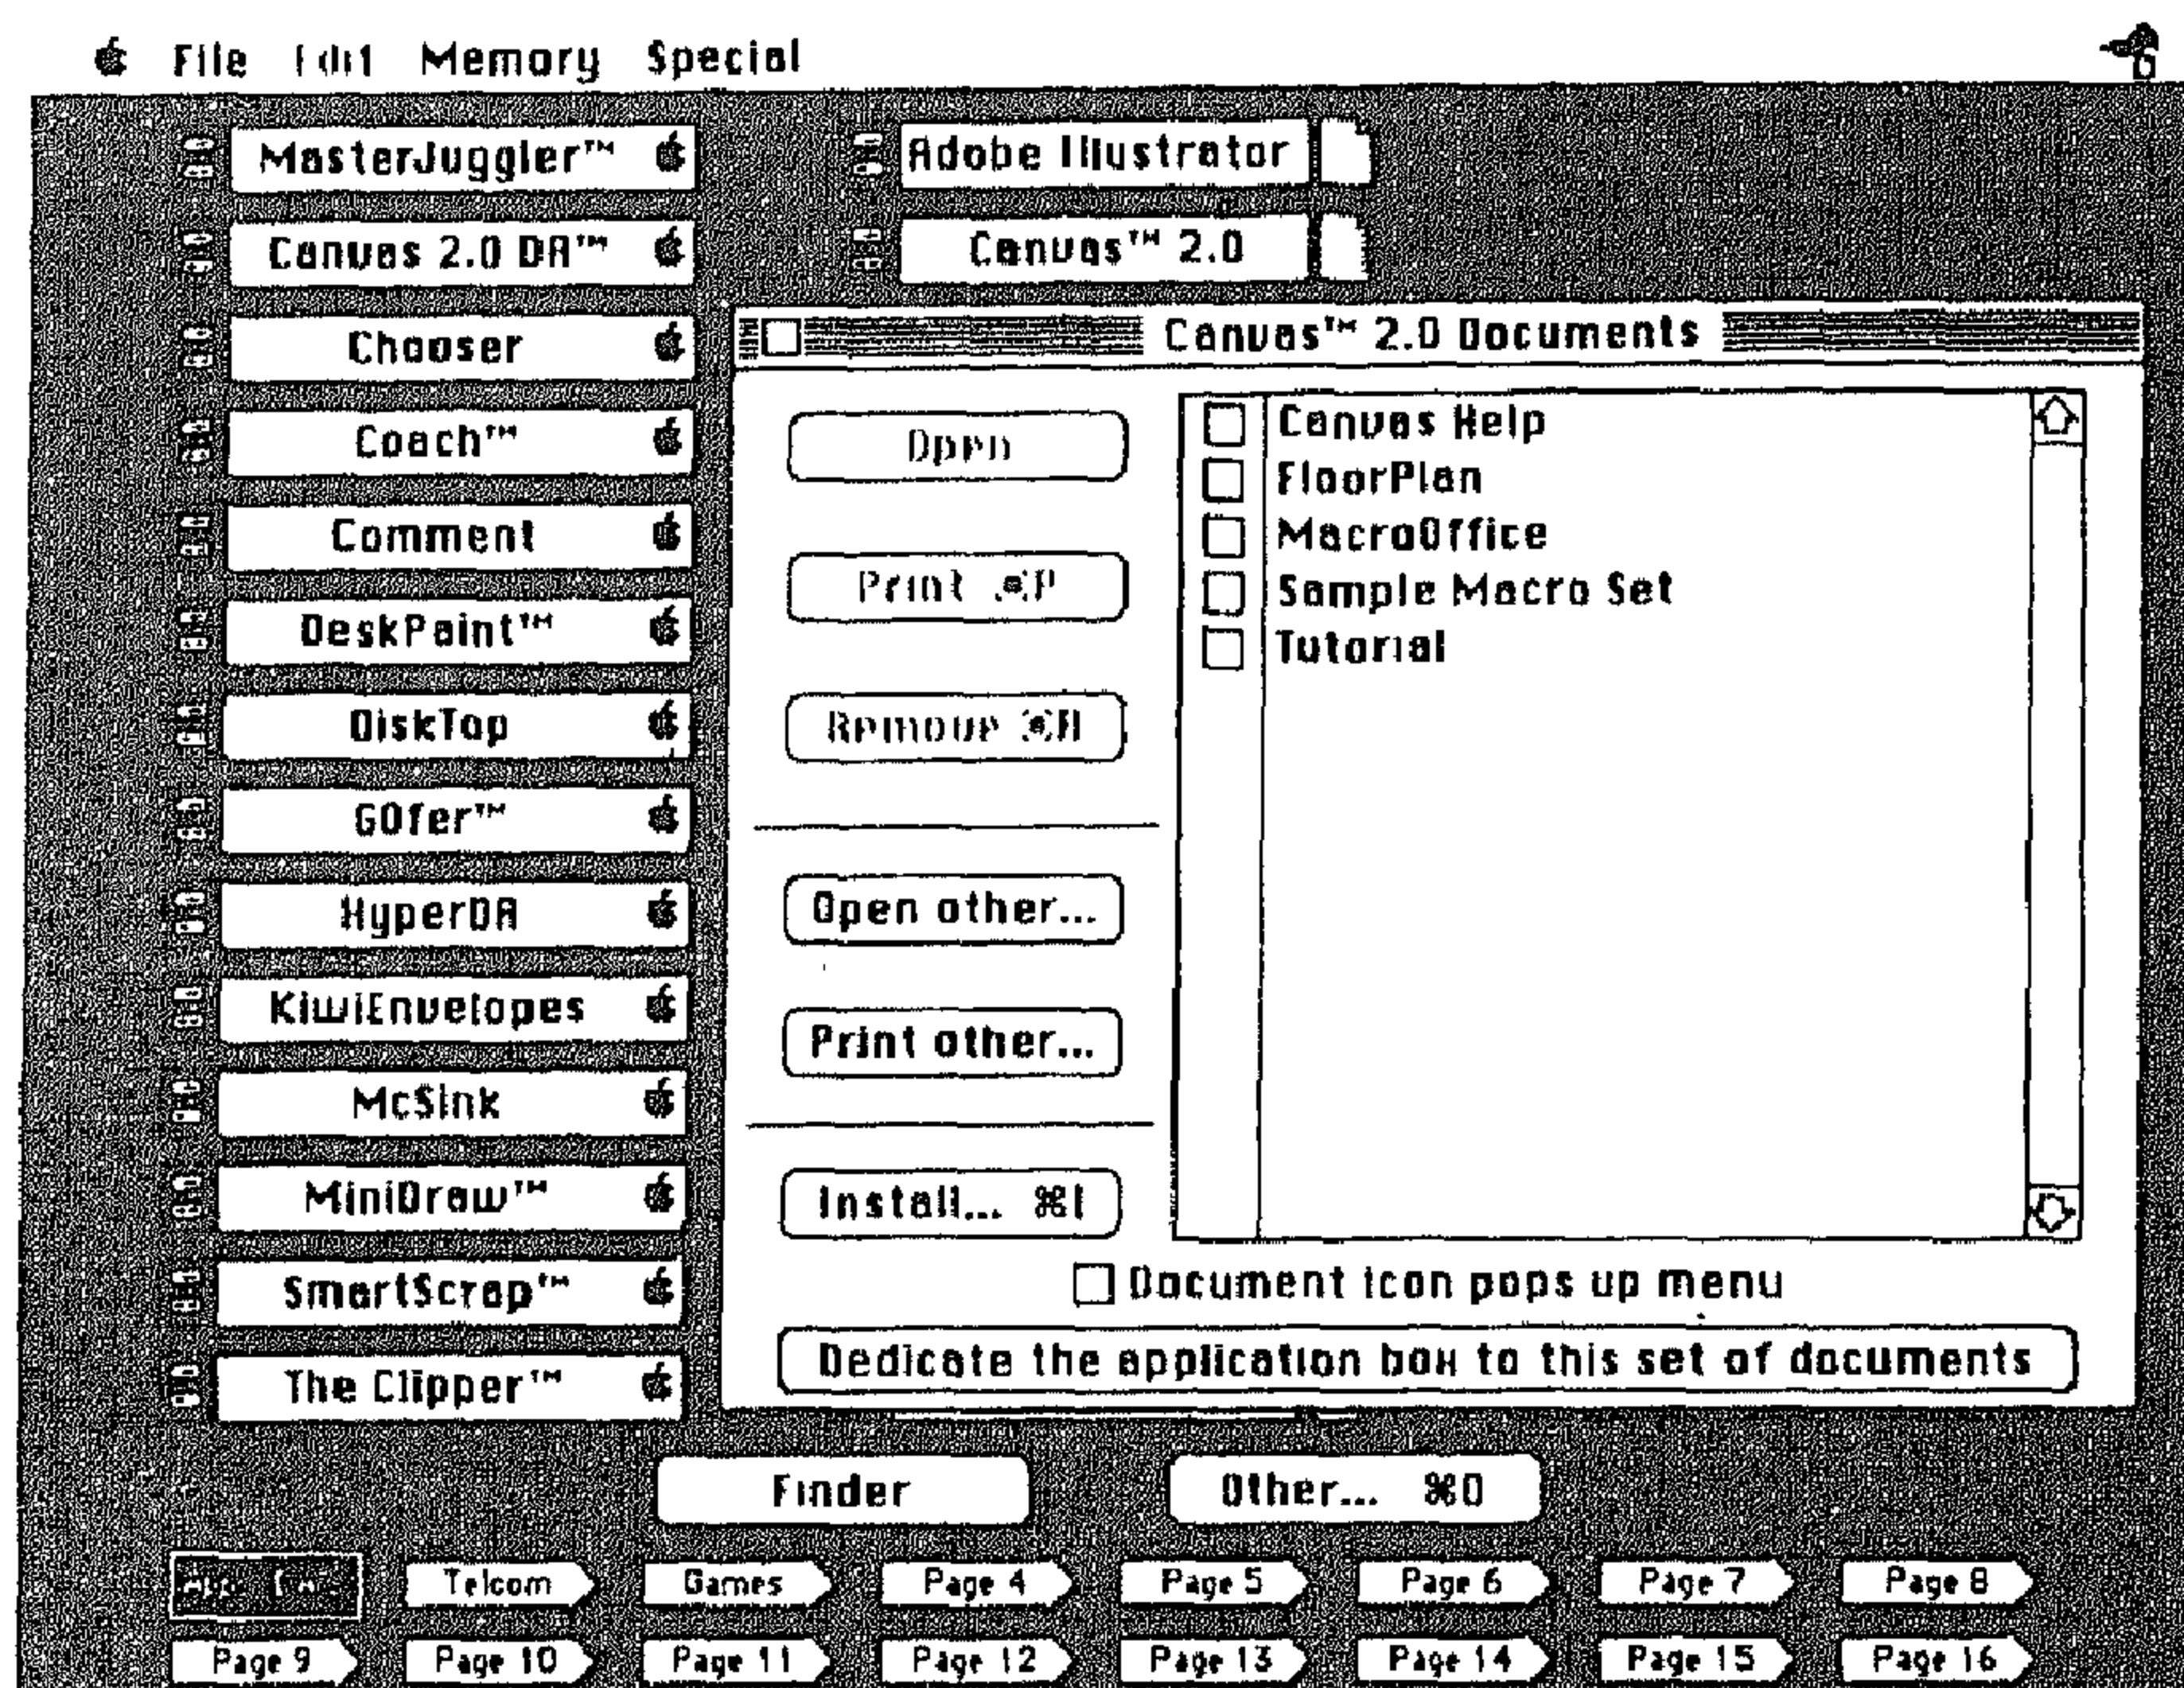 File Edit Memory Special
MasterJuggler™
Canvas 2.0 DA™
Chooser
Coach™
Comment
DeskPaint™
DiskTop
GOfer™
HyperDA
KiwiEnvelopes
McSink
MiniDraw™
SmartScrap™
The Clipper™
Adobe Illustrator
Canvas™ 2.0
Canvas™ 2.0 Documents
Open
Print ⌘P
Remove ⌘R
Open other...
Print other...
Install... ⌘I
Canvas Help
FloorPlan
MacroOffice
Sample Macro Set
Tutorial
Document icon pops up menu
Dedicate the application box to this set of documents
Finder
Other... ⌘O
Telcom
Games
Page 4
Page 5
Page 6
Page 7
Page 8
Page 9
Page 10
Page 11
Page 12
Page 13
Page 14
Page 15
Page 16